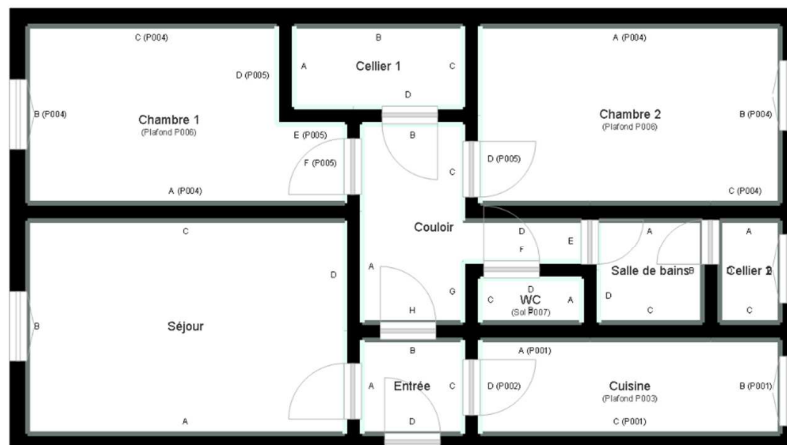 C (P004)
B
A (P004)
A
Cellier 1
C
D (P005)
D
Chambre 1
(Plafond P006)
B (P004)
Chambre 2
(Plafond P006)
B (P004)
E (P005)
B
F (P005)
C
D (P005)
A (P004)
C (P004)
C
Couloir
D
F
E
A
A
D
A
G
H
Salle de bains
B
Cellier 2
D
C
C
C
WC
D
A
B
(Sol P007)
B
Séjour
A
B
A
Entrée
C
D
A (P001)
D (P002)
Cuisine
(Plafond P003)
B (P001)
C (P001)